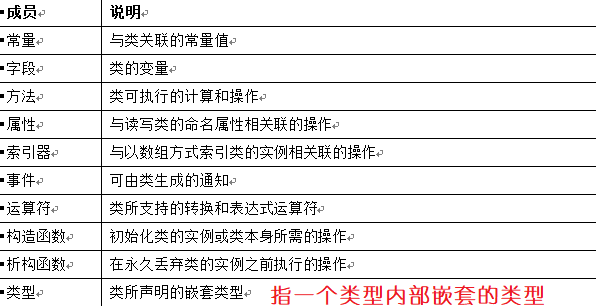 成员 说明
常量 与类关联的常量值
字段 类的变量
方法 类可执行的计算和操作
属性 与读写类的命名属性相关联的操作
索引器 与以数组方式索引类的实例相关联的操作
事件 可由类生成的通知
运算符 类所支持的转换和表达式运算符
构造函数 初始化类的实例或类本身所需的操作
析构函数 在永久丢弃类的实例之前执行的操作
类型 类所声明的嵌套类型 指一个类型内部嵌套的类型